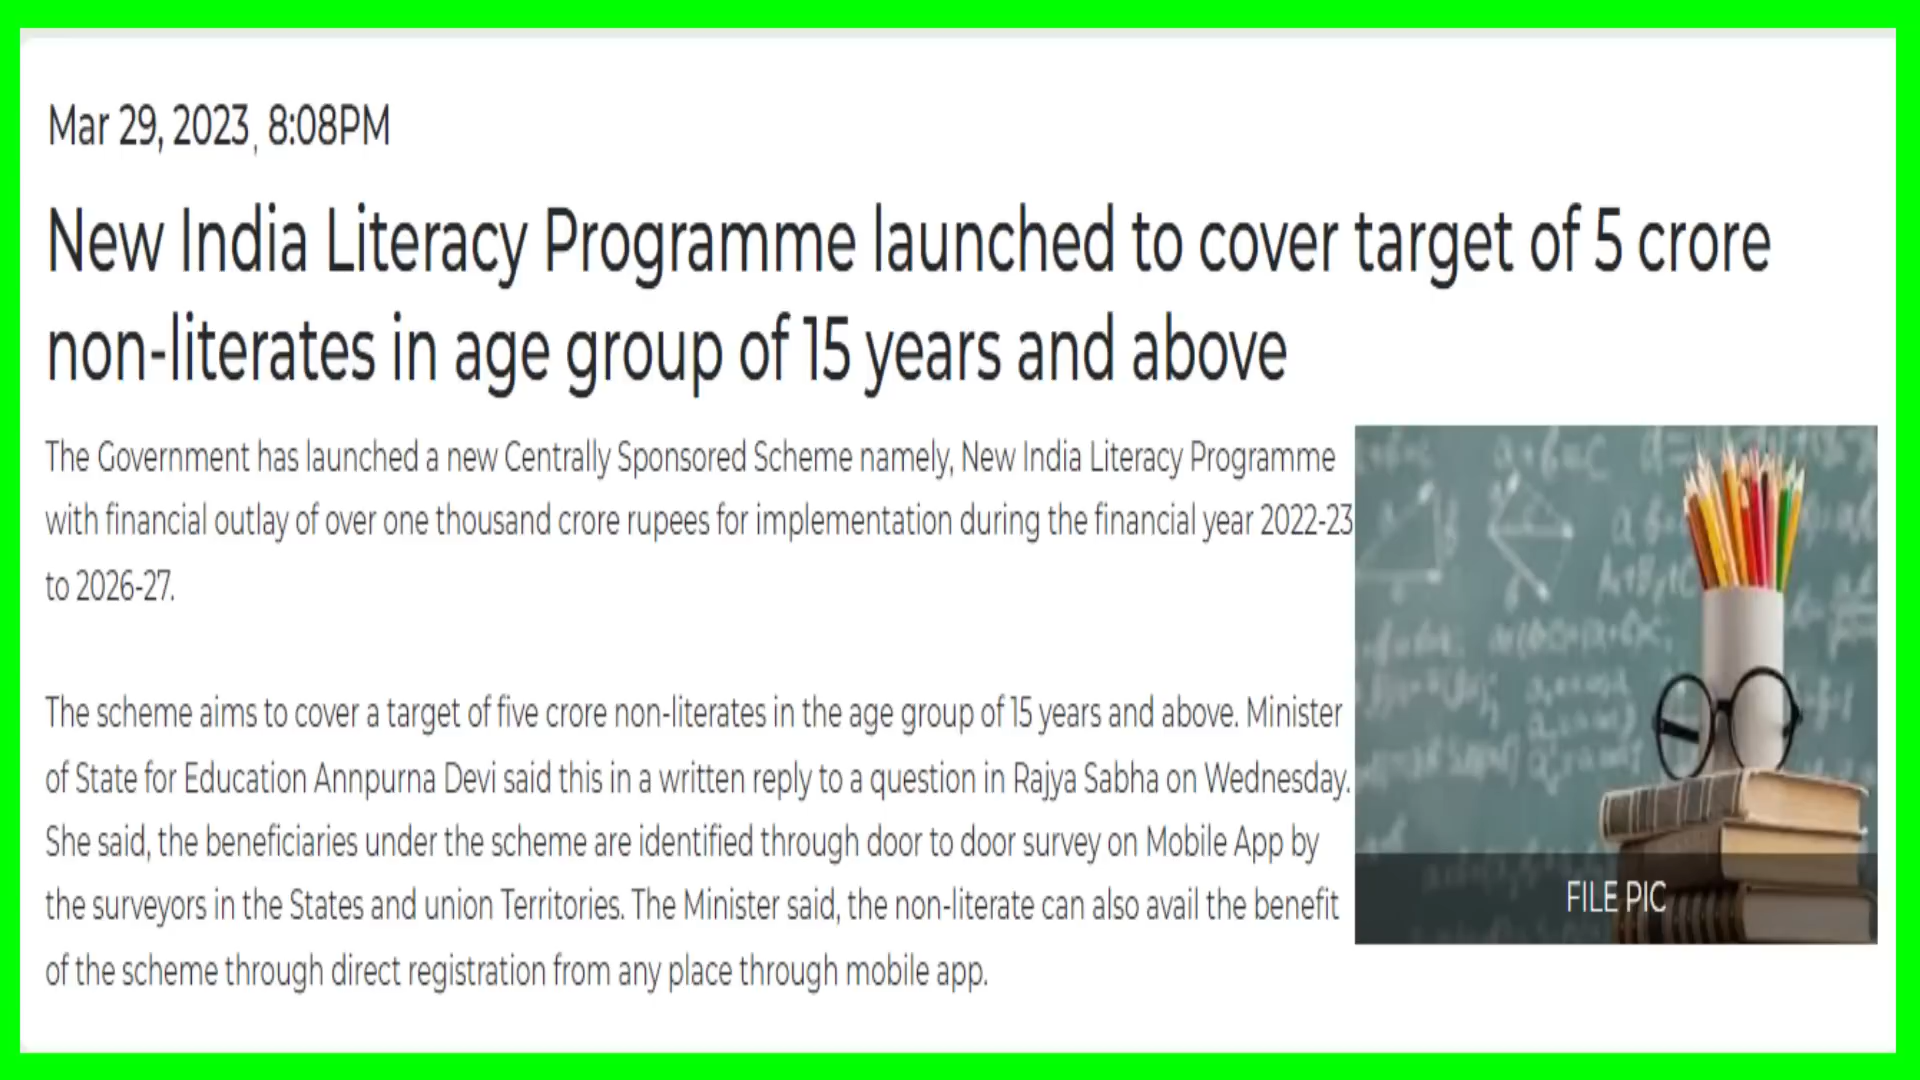 Mar 29, 2023, 8:08PM
New India Literacy Programme launched to cover target of 5 crore
non-literates in age group of 15 years and above
The Government has launched a new Centrally Sponsored Scheme namely, New India Literacy Programme
with financial outlay of over one thousand crore rupees for implementation during the financial year 2022-23
to 2026-27.
The scheme aims to cover a target of five crore non-literates in the age group of 15 years and above. Minister
of State for Education Annpurna Devi said this in a written reply to a question in Rajya Sabha on Wednesday.
She said, the beneficiaries under the scheme are identified through door to door survey on Mobile App by
the surveyors in the States and union Territories. The Minister said, the non-literate can also avail the benefit
of the scheme through direct registration from any place through mobile app.
FILE PIC